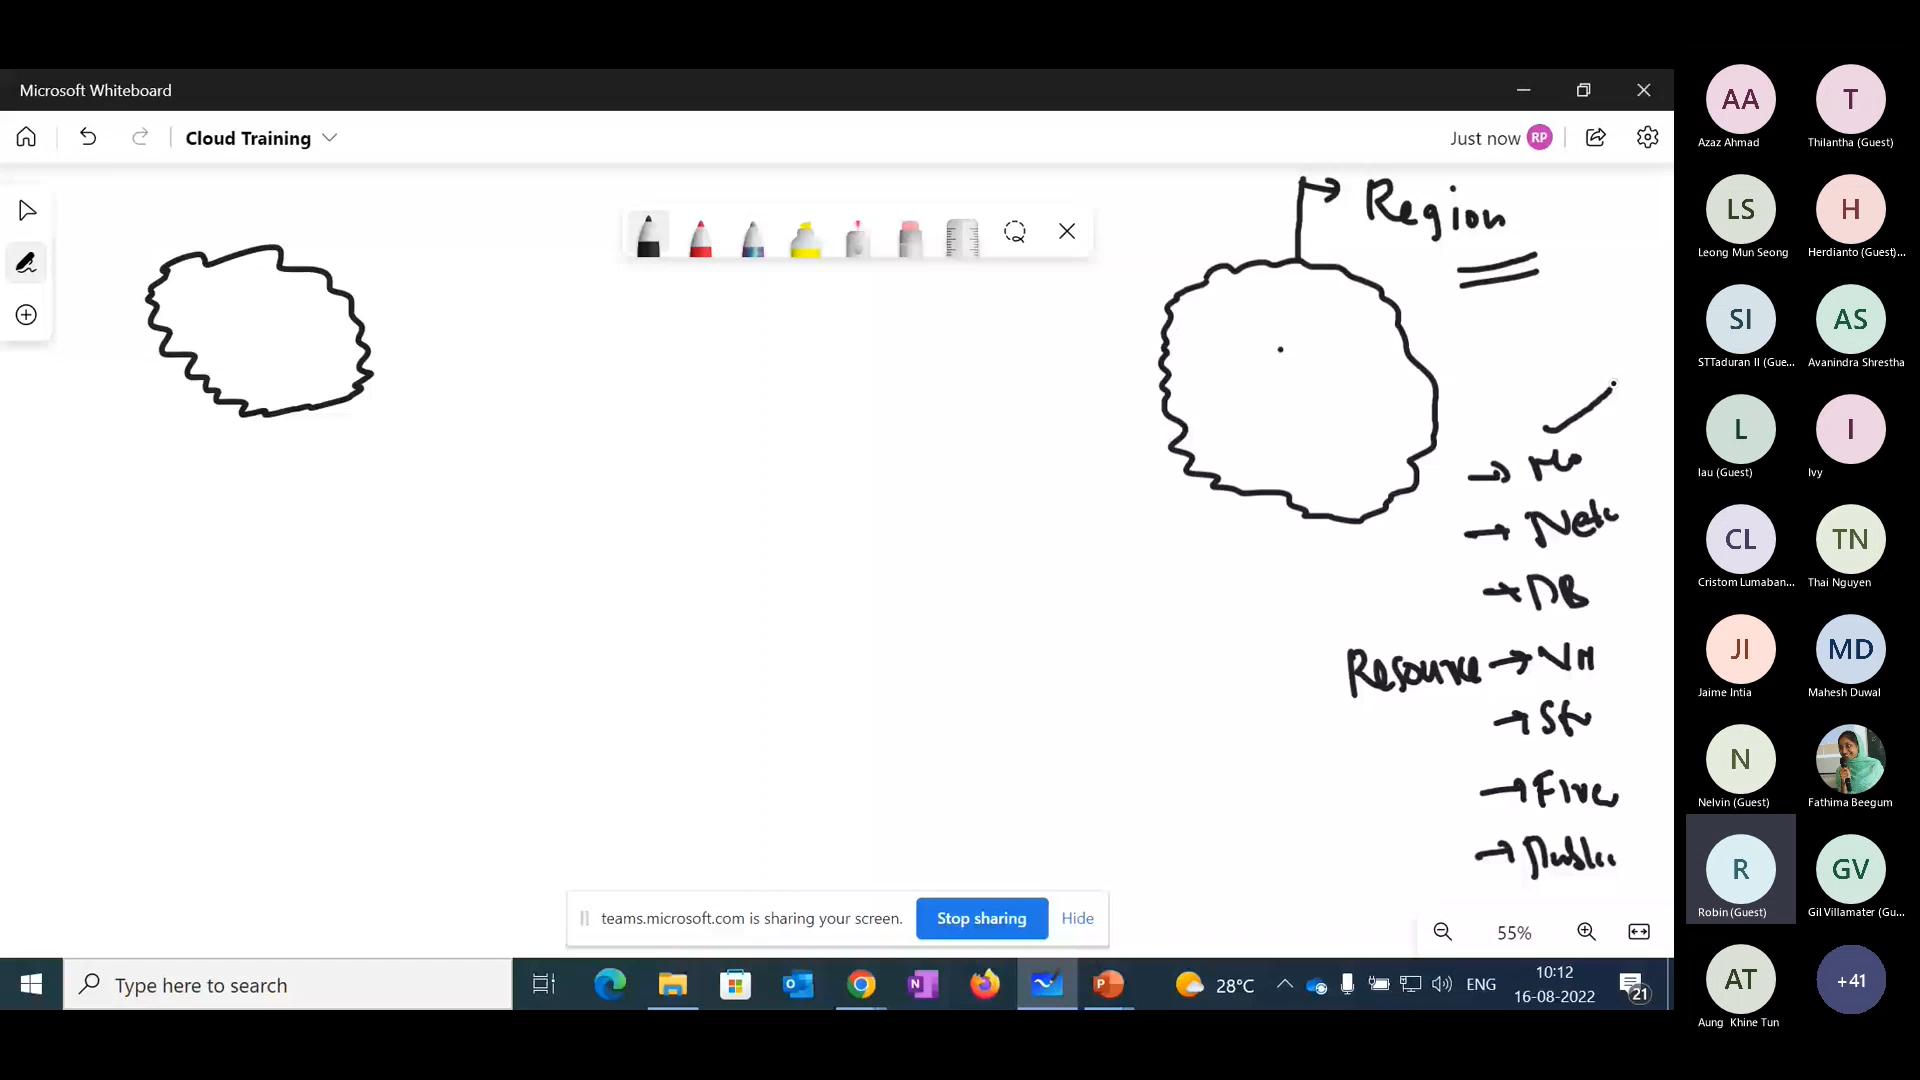 Microsoft Whiteboard
Cloud Training
Just now RP
Region
Netc
DB
Resource VM
Str
Fire
Public
teams.microsoft.com is sharing your screen. Stop sharing Hide
55%
Type here to search
28°C
ENG
10:12
16-08-2022
21
AA
Azaz Ahmad
T
Thilantha (Guest)
LS
Leong Mun Seong
H
Herdianto (Guest)...
SI
STTaduran II (Gue...
AS
Avanindra Shrestha
L
lau (Guest)
I
Ivy
CL
Cristom Lumaban...
TN
Thai Nguyen
JI
Jaime Intia
MD
Mahesh Duwal
N
Nelvin (Guest)
Fathima Beegum
R
Robin (Guest)
GV
Gil Villamater (Gu...
AT
Aung Khine Tun
+41